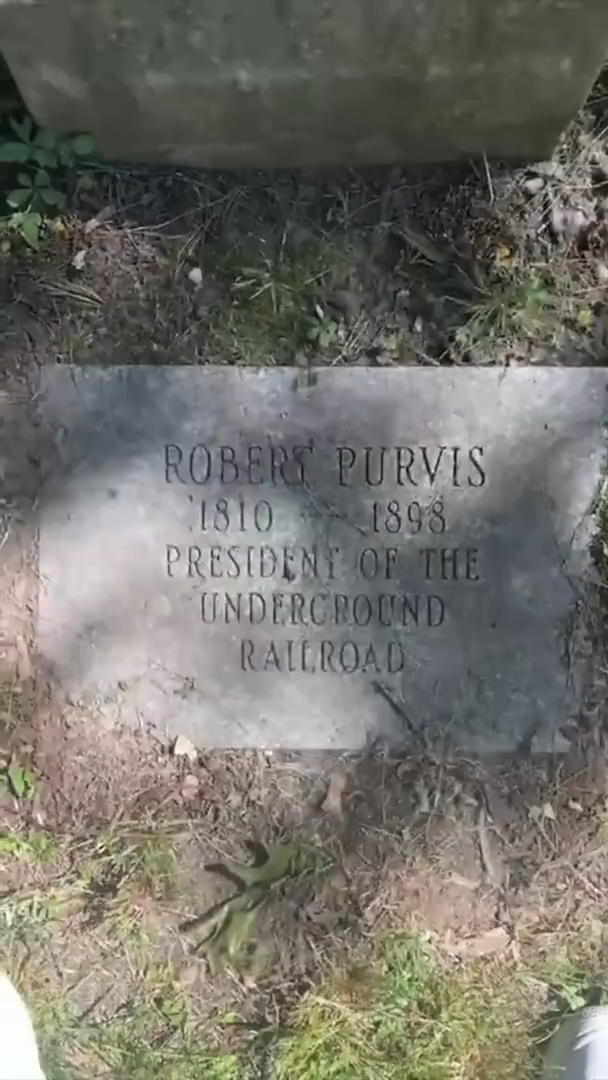 ROBERT PURVIS
1810 — 1898
PRESIDENT OF THE
UNDERGROUND
RAILROAD